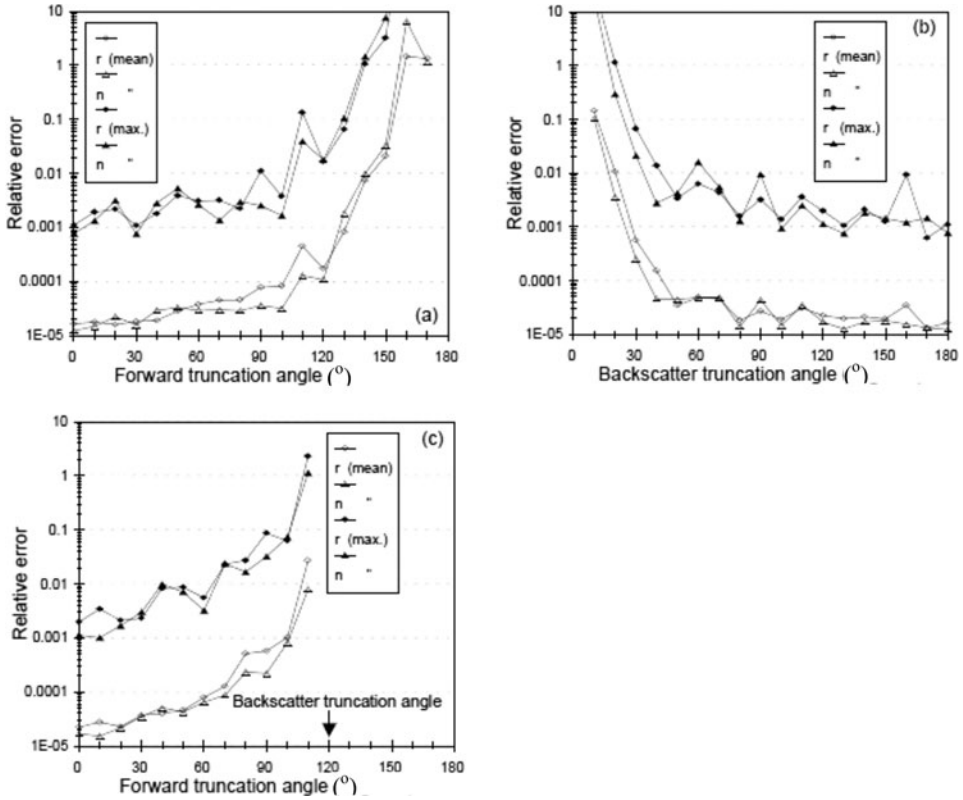 10
1
0.1
0.01
0.001
0.0001
1E-05
Relative error
r (mean)
n "
r (max.)
n "
(a)
0 30 60 90 120 150 180
Forward truncation angle (o)
10
1
0.1
0.01
0.001
0.0001
1E-05
Relative error
(b)
r (mean)
n "
r (max.)
n "
0 30 60 90 120 150 180
Backscatter truncation angle (o)
10
1
0.1
0.01
0.001
0.0001
1E-05
Relative error
(c)
r (mean)
n "
r (max.)
n "
Backscatter truncation angle
0 30 60 90 120 150 180
Forward truncation angle (o)